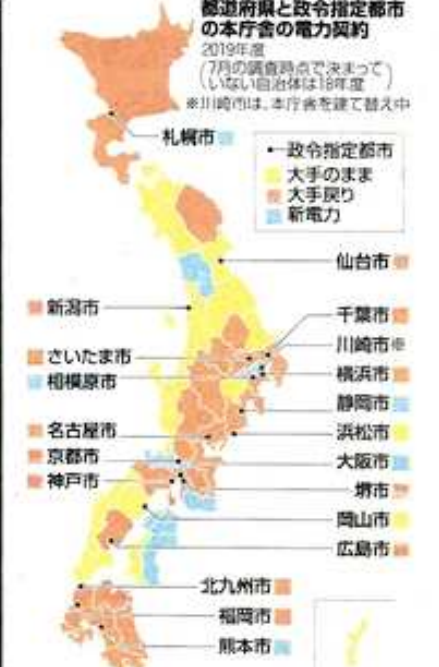 都道府県と政令指定都市
の本庁舎の電力契約
2019年度
(7月の調査時点で決まって
いない自治体は18年度)
※川崎市は、本庁舎を建て替え中
札幌市
政令指定都市
大手のまま
大手戻り
新電力
仙台市
新潟市
千葉市
さいたま市
川崎市※
相模原市
横浜市
静岡市
名古屋市
浜松市
京都市
大阪市
神戸市
堺市
岡山市
広島市
北九州市
福岡市
熊本市